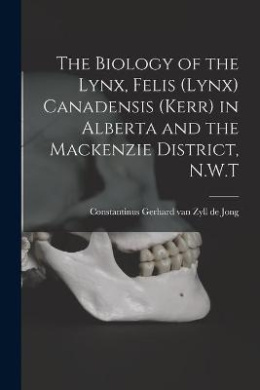 The Biology of the
Lynx, Felis (Lynx)
Canadensis (Kerr) in
Alberta and the
Mackenzie District,
N.W.T
Constantinus Gerhard van Zyll de Jong